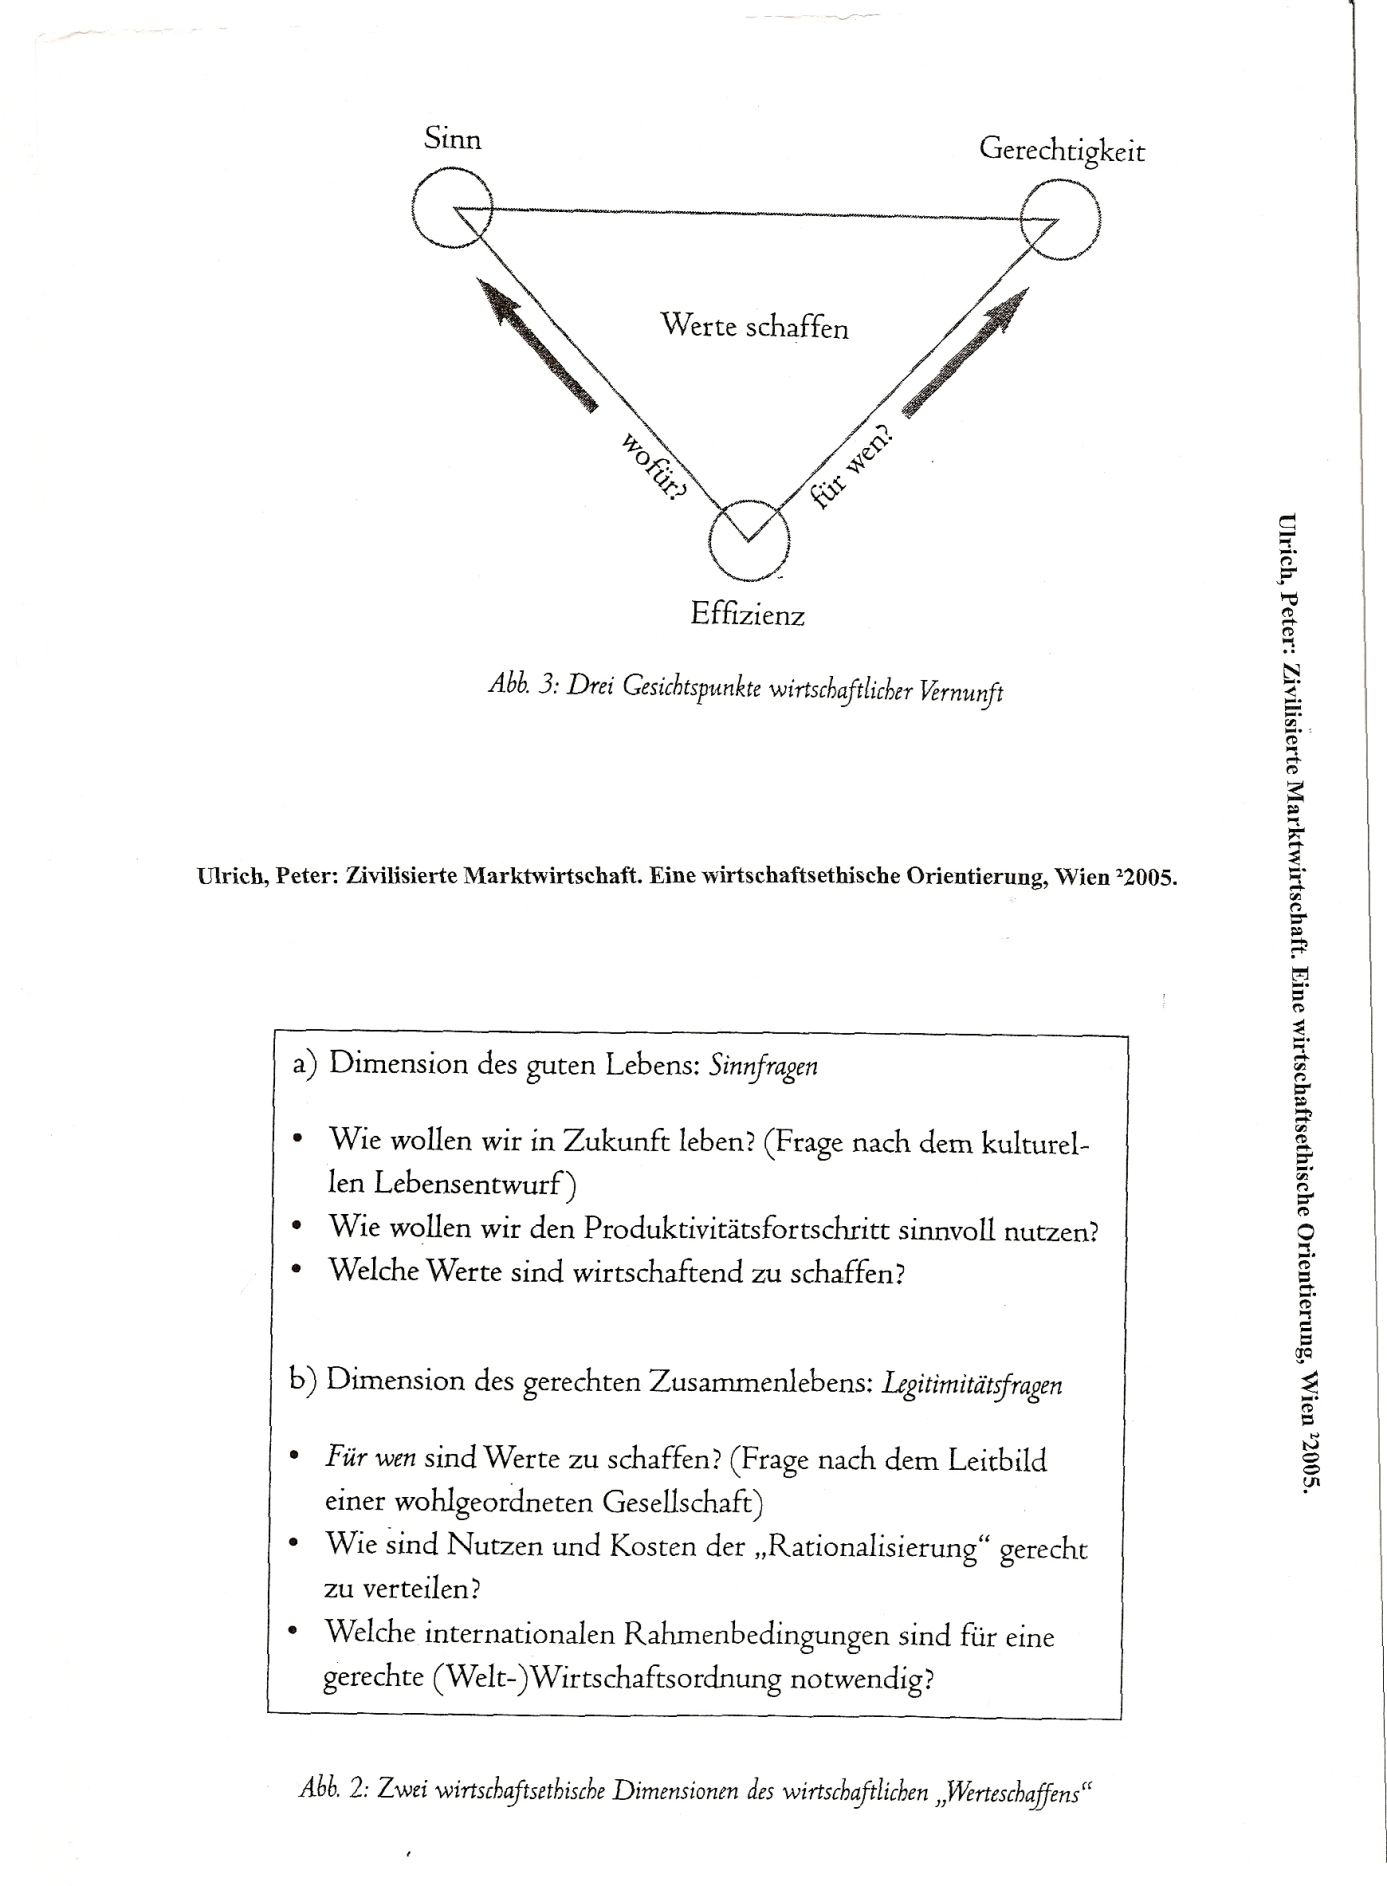 Sinn
Gerechtigkeit
Werte schaffen
wofür?
für wen?
Effizienz
Abb. 3: Drei Gesichtspunkte wirtschaftlicher Vernunft
Ulrich, Peter: Zivilisierte Marktwirtschaft. Eine wirtschaftsethische Orientierung, Wien ²2005.
a) Dimension des guten Lebens: Sinnfragen
• Wie wollen wir in Zukunft leben? (Frage nach dem kulturel-
len Lebensentwurf)
• Wie wollen wir den Produktivitätsfortschritt sinnvoll nutzen?
• Welche Werte sind wirtschaftend zu schaffen?
b) Dimension des gerechten Zusammenlebens: Legitimitätsfragen
• Für wen sind Werte zu schaffen? (Frage nach dem Leitbild
einer wohlgeordneten Gesellschaft)
• Wie sind Nutzen und Kosten der „Rationalisierung“ gerecht
zu verteilen?
• Welche internationalen Rahmenbedingungen sind für eine
gerechte (Welt-)Wirtschaftsordnung notwendig?
Abb. 2: Zwei wirtschaftsethische Dimensionen des wirtschaftlichen „Werteschaffens“
Ulrich, Peter: Zivilisierte Marktwirtschaft. Eine wirtschaftsethische Orientierung, Wien ²2005.